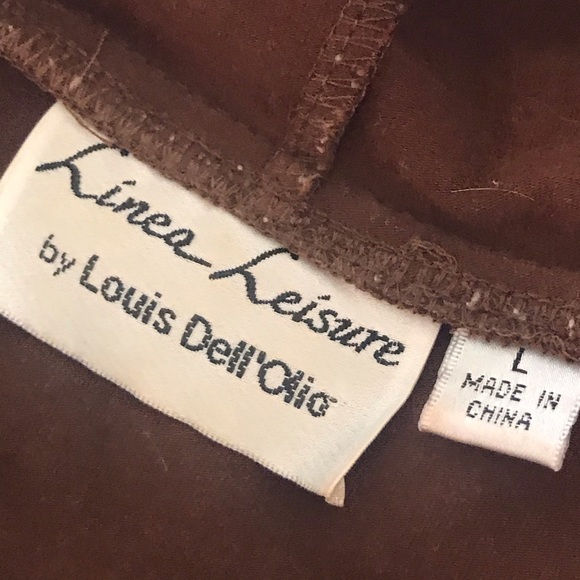 Linea Leisure
by Louis Dell'Olio
L
MADE IN
CHINA